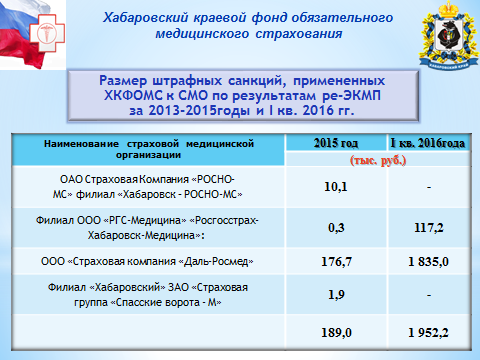 Хабаровский краевой фонд обязательного
медицинского страхования
Размер штрафных санкций, примененных
ХКФОМС к СМО по результатам ре-ЭКМП
за 2013-2015годы и I кв. 2016 гг.
Наименование страховой медицинской
организации
2015 год
I кв. 2016года
(тыс. руб.)
ОАО Страховая Компания «РОСНО-
МС» филиал «Хабаровск - РОСНО-МС»
10,1
-
Филиал ООО «РГС-Медицина» «Росгосстрах-
Хабаровск-Медицина»:
0,3
117,2
ООО «Страховая компания «Даль-Росмед»
176,7
1 835,0
Филиал «Хабаровский» ЗАО «Страховая
группа «Спасские ворота - М»
1,9
-
189,0
1 952,2